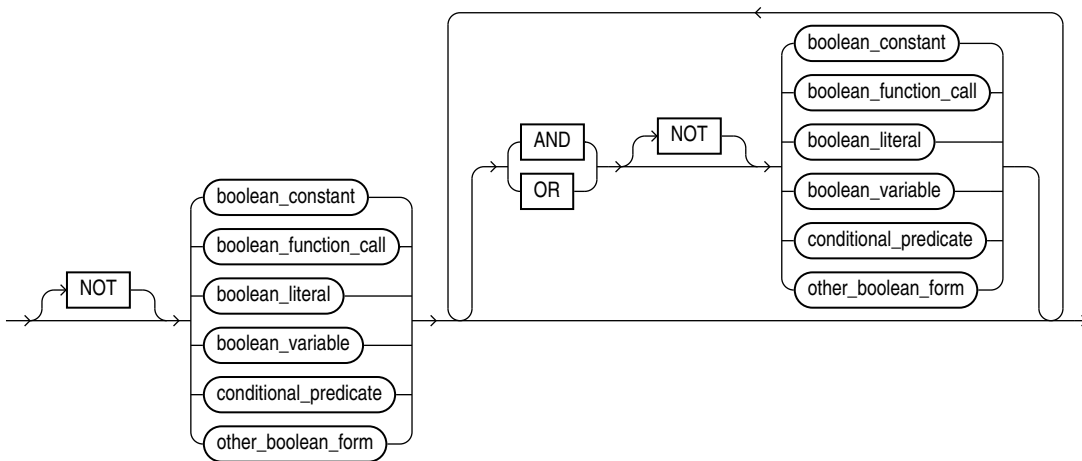 NOT
boolean_constant
boolean_function_call
boolean_literal
boolean_variable
conditional_predicate
other_boolean_form
AND
OR
NOT
boolean_constant
boolean_function_call
boolean_literal
boolean_variable
conditional_predicate
other_boolean_form